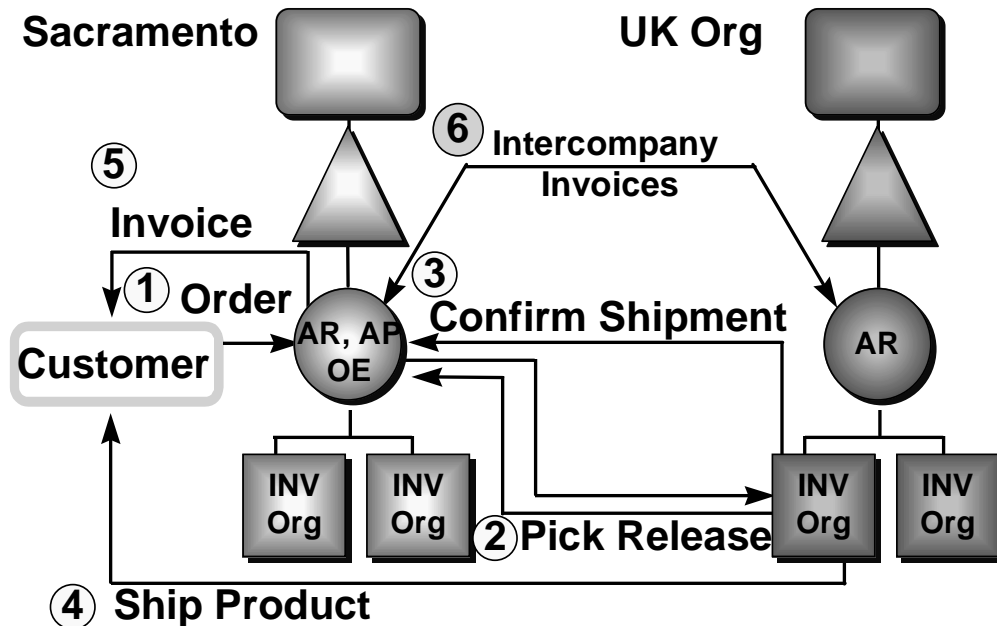 Sacramento
UK Org
6 Intercompany
Invoices
5
Invoice
1 Order
3
Confirm Shipment
Customer
AR, AP
OE
AR
INV
Org
INV
Org
INV
Org
INV
Org
2 Pick Release
4 Ship Product